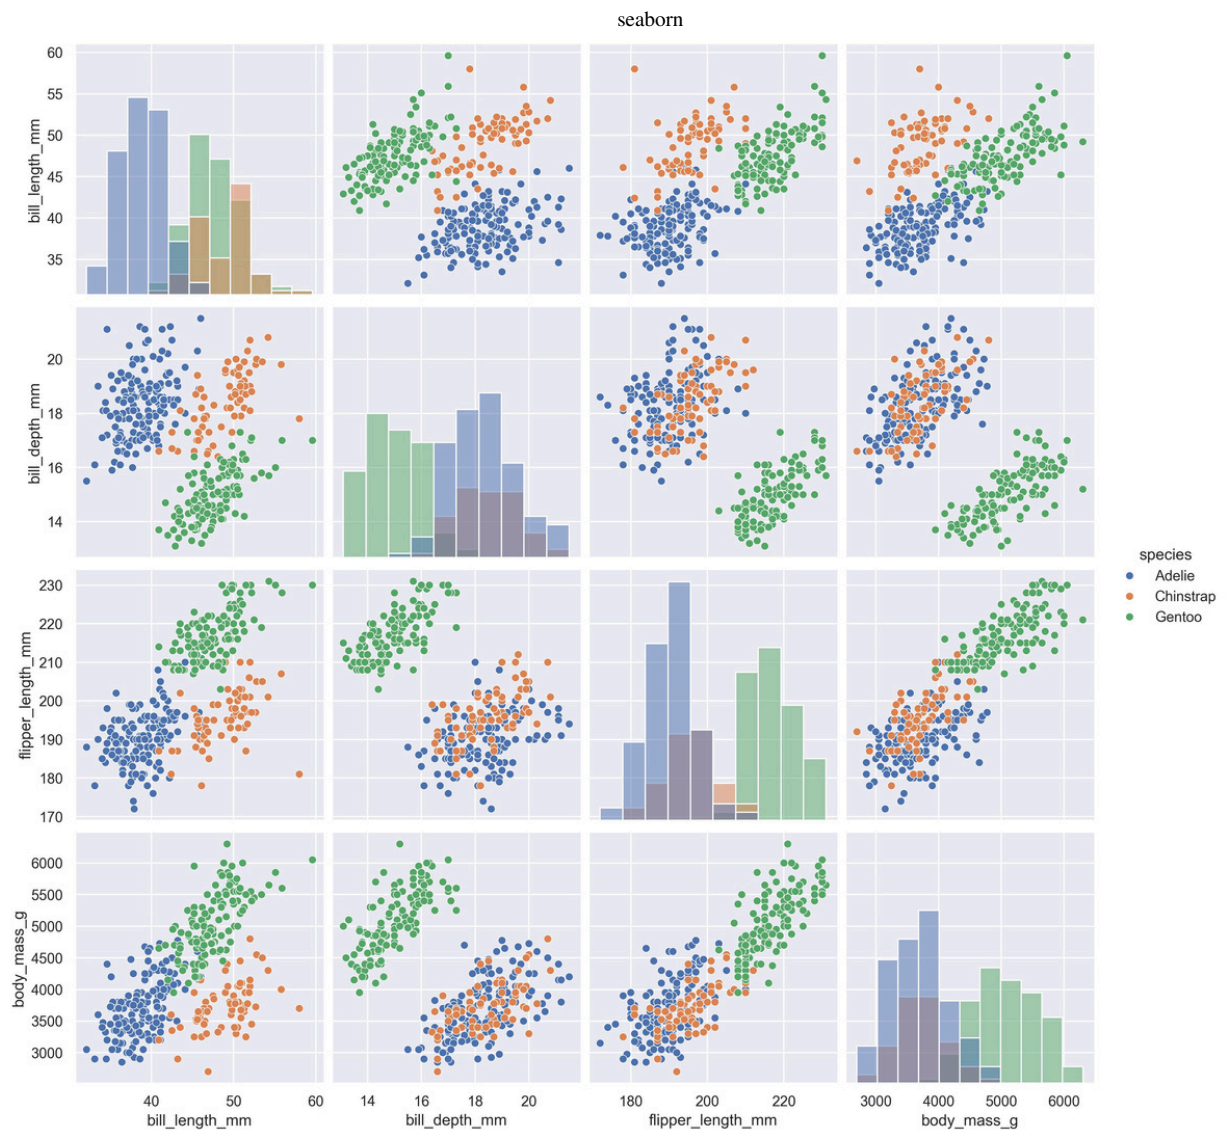 seaborn
60
55
50
45
40
35
bill_length_mm
20
18
16
14
bill_depth_mm
species
Adelie
Chinstrap
Gentoo
230
220
210
200
190
180
170
flipper_length_mm
6000
5500
5000
4500
4000
3500
3000
body_mass_g
40 50 60 14 16 18 20 180 200 220 3000 4000 5000 6000
bill_length_mm bill_depth_mm flipper_length_mm body_mass_g